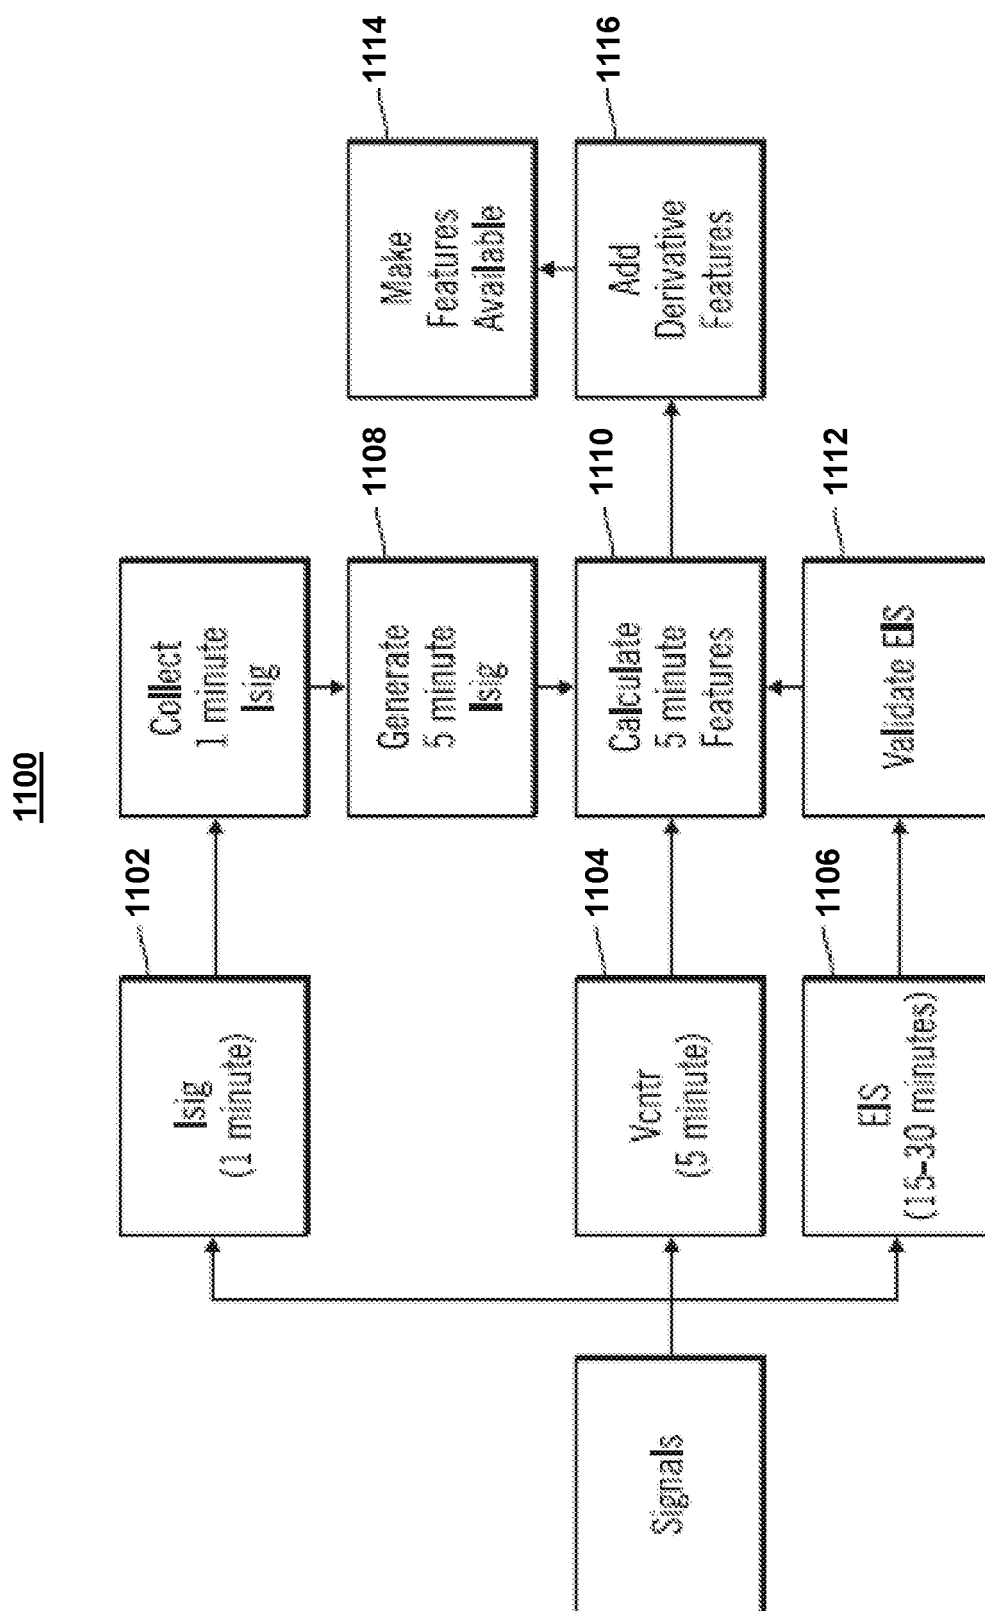 1100
Signals
1102
Isig
(1 minute)
1104
Vcntr
(5 minute)
1106
EIS
(15-30 minutes)
Collect
1 minute
Isig
1108
Generate
5 minute
Isig
1110
Calculate
5 minute
Features
1112
Validate EIS
1114
Make
Features
Available
1116
Add
Derivative
Features